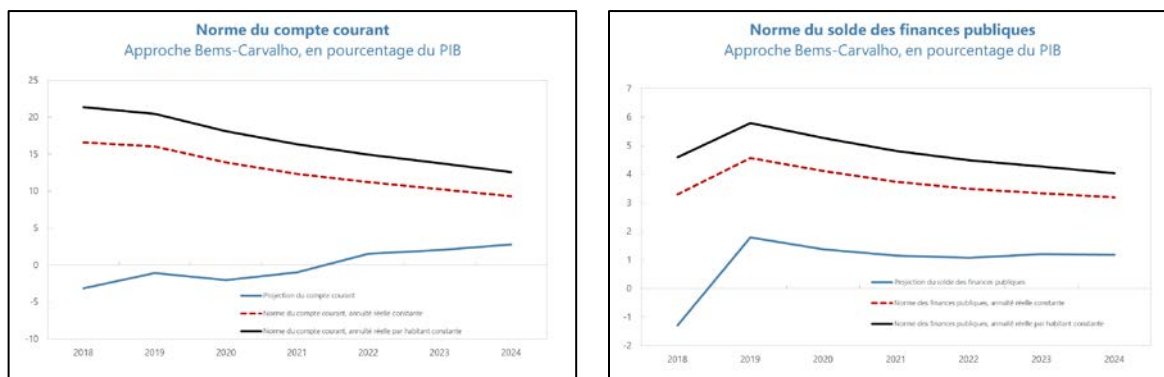 Norme du compte courant
Approche Bems-Carvalho, en pourcentage du PIB
25
20
15
10
5
0
-5
-10
Projection du compte courant
Norme du compte courant, annuité réelle constante
Norme du compte courant, annuité réelle par habitant constante
2018 2019 2020 2021 2022 2023 2024
Norme du solde des finances publiques
Approche Bems-Carvalho, en pourcentage du PIB
7
6
5
4
3
2
1
0
-1
-2
Projection du solde des finances publiques
Norme des finances publiques, annuité réelle constante
Norme des finances publiques, annuité réelle par habitant constante
2018 2019 2020 2021 2022 2023 2024